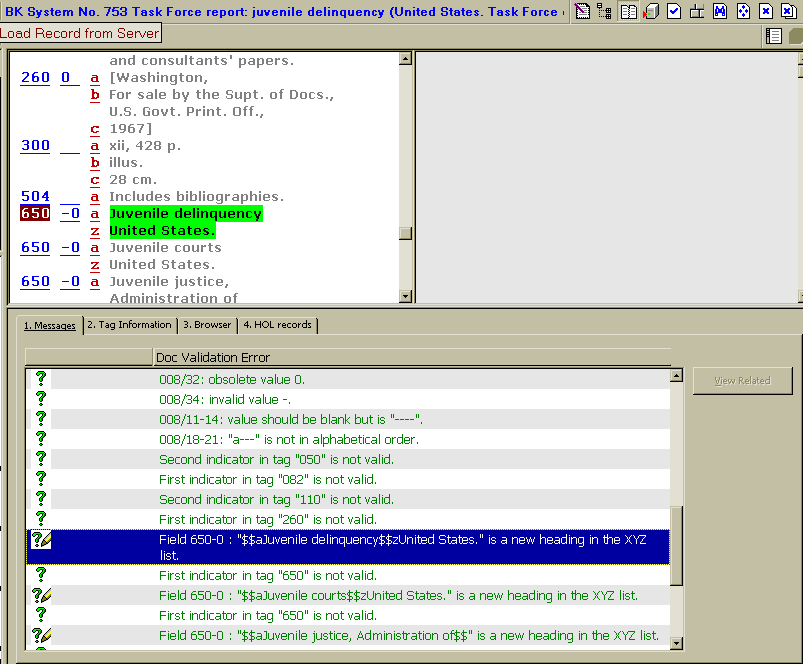 BK System No. 753 Task Force report: juvenile delinquency (United States. Task Force
Load Record from Server
and consultants' papers.
260 0 a [Washington,
b For sale by the Supt. of Docs.,
U.S. Govt. Print. Off.,
c 1967]
300 a xii, 428 p.
b illus.
c 28 cm.
504 a Includes bibliographies.
650 -0 a Juvenile delinquency
z United States.
650 -0 a Juvenile courts
z United States.
650 -0 a Juvenile justice,
Administration of
1. Messages 2. Tag Information 3. Browser 4. HOL records
Doc Validation Error
View Related
008/32: obsolete value 0.
008/34: invalid value -.
008/11-14: value should be blank but is "----".
008/18-21: "a---" is not in alphabetical order.
Second indicator in tag "050" is not valid.
First indicator in tag "082" is not valid.
Second indicator in tag "110" is not valid.
First indicator in tag "260" is not valid.
Field 650-0 : "$$aJuvenile delinquency$$zUnited States." is a new heading in the XYZ
list.
First indicator in tag "650" is not valid.
Field 650-0 : "$$aJuvenile courts$$zUnited States." is a new heading in the XYZ list.
First indicator in tag "650" is not valid.
Field 650-0 : "$$aJuvenile justice, Administration of$$" is a new heading in the XYZ list.